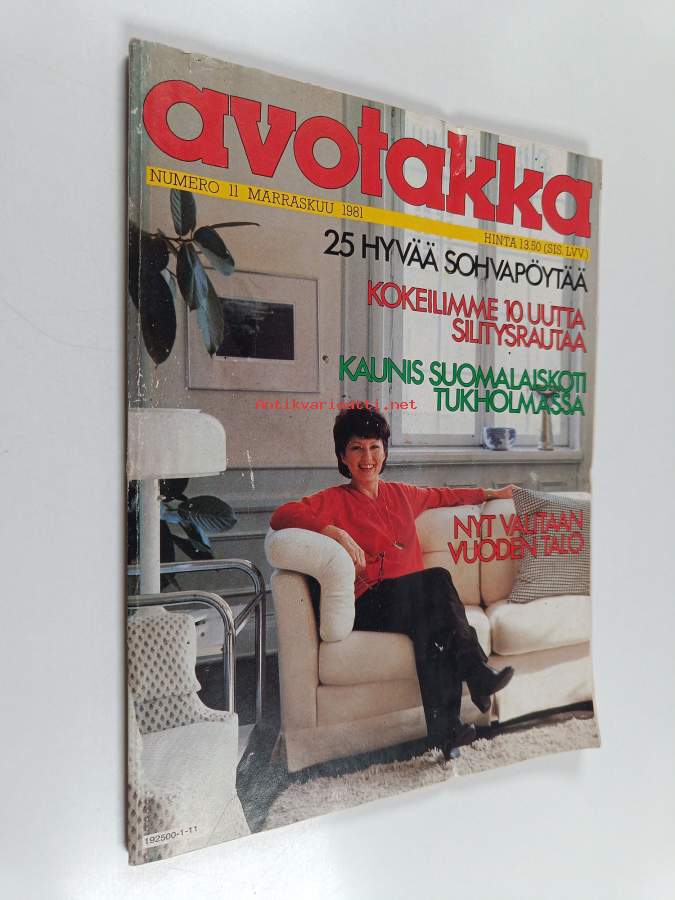 avotakka
NUMERO 11 MARRASKUU 1981
HINTA 13.50 (SIS. LVV.)
25 HYVÄÄ SOHVAPÖYTÄÄ
KOKEILIMME 10 UUTTA
SILITYSRAUTAA
KAUNIS SUOMALAISKOTI
TUKHOLMASSA
antikvariaatti.net
NYT VALITAAN
VUODEN TALO
192500-1-11